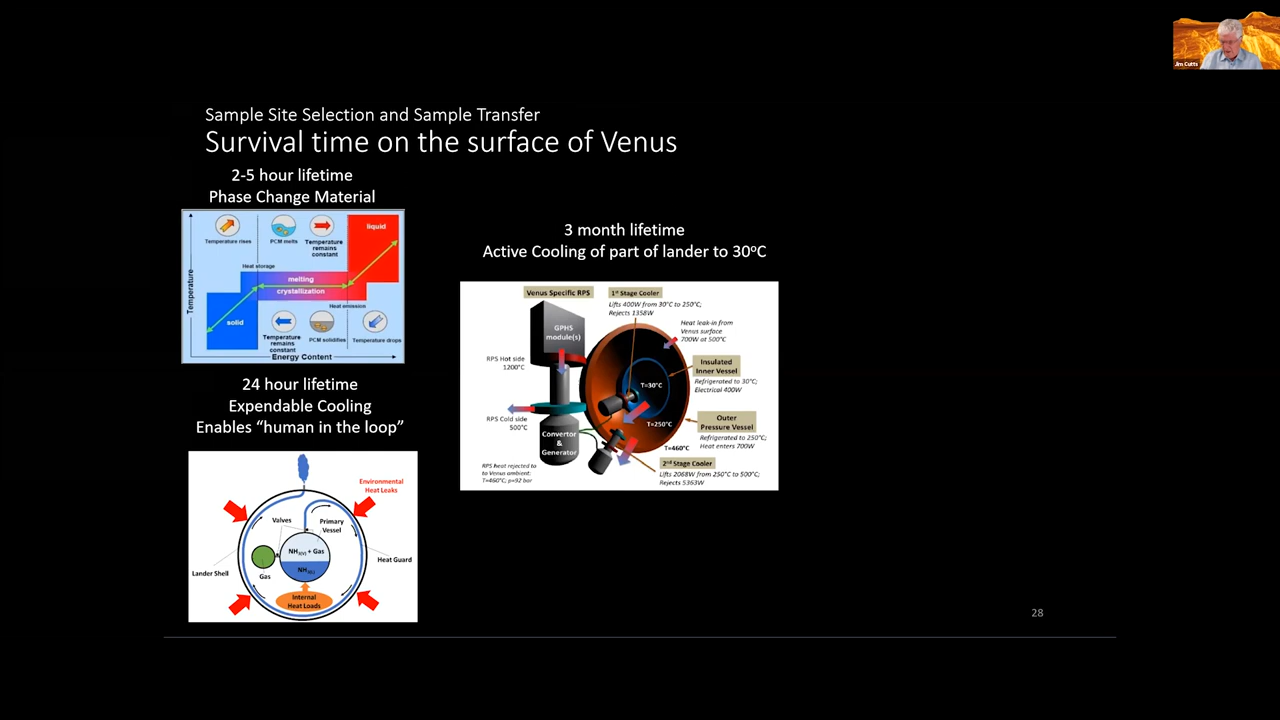 Jim Cutts
Sample Site Selection and Sample Transfer
Survival time on the surface of Venus
2-5 hour lifetime
Phase Change Material
Temperature rises
PCM melts
Temperature
remains
constant
liquid
Heat storage
melting
crystallization
Heat emission
solid
Temperature
remains
constant
PCM solidifies
Temperature drops
Temperature
Energy Content
24 hour lifetime
Expendable Cooling
Enables “human in the loop”
Environmental
Heat Leaks
Valves
Primary
Vessel
NH3(V) + Gas
NH3(L)
Gas
Heat Guard
Lander Shell
Internal
Heat Loads
3 month lifetime
Active Cooling of part of lander to 30°C
Venus Specific RPS
1st Stage Cooler
Lifts 400W from 30°C to 250°C;
Rejects 1358W
GPHS
module(s)
Heat leak-in from
Venus surface
700W at 500°C
RPS Hot side
1200°C
Insulated
Inner Vessel
Refrigerated to 30°C;
Electrical 400W
T=30°C
RPS Cold side
500°C
T=250°C
Outer
Pressure Vessel
Refrigerated to 250°C;
Heat enters 700W
Convertor
&
Generator
T=460°C
2nd Stage Cooler
Lifts 2068W from 250°C to 500°C;
Rejects 5363W
RPS heat rejected to
to Venus ambient:
T=460°C; p=92 bar
28